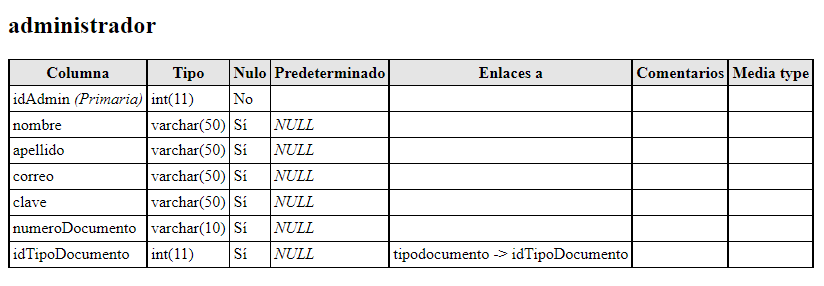 administrador
Columna Tipo Nulo Predeterminado Enlaces a Comentarios Media type
idAdmin (Primaria) int(11) No
nombre varchar(50) Sí NULL
apellido varchar(50) Sí NULL
correo varchar(50) Sí NULL
clave varchar(50) Sí NULL
numeroDocumento varchar(10) Sí NULL
idTipoDocumento int(11) Sí NULL tipodocumento -> idTipoDocumento